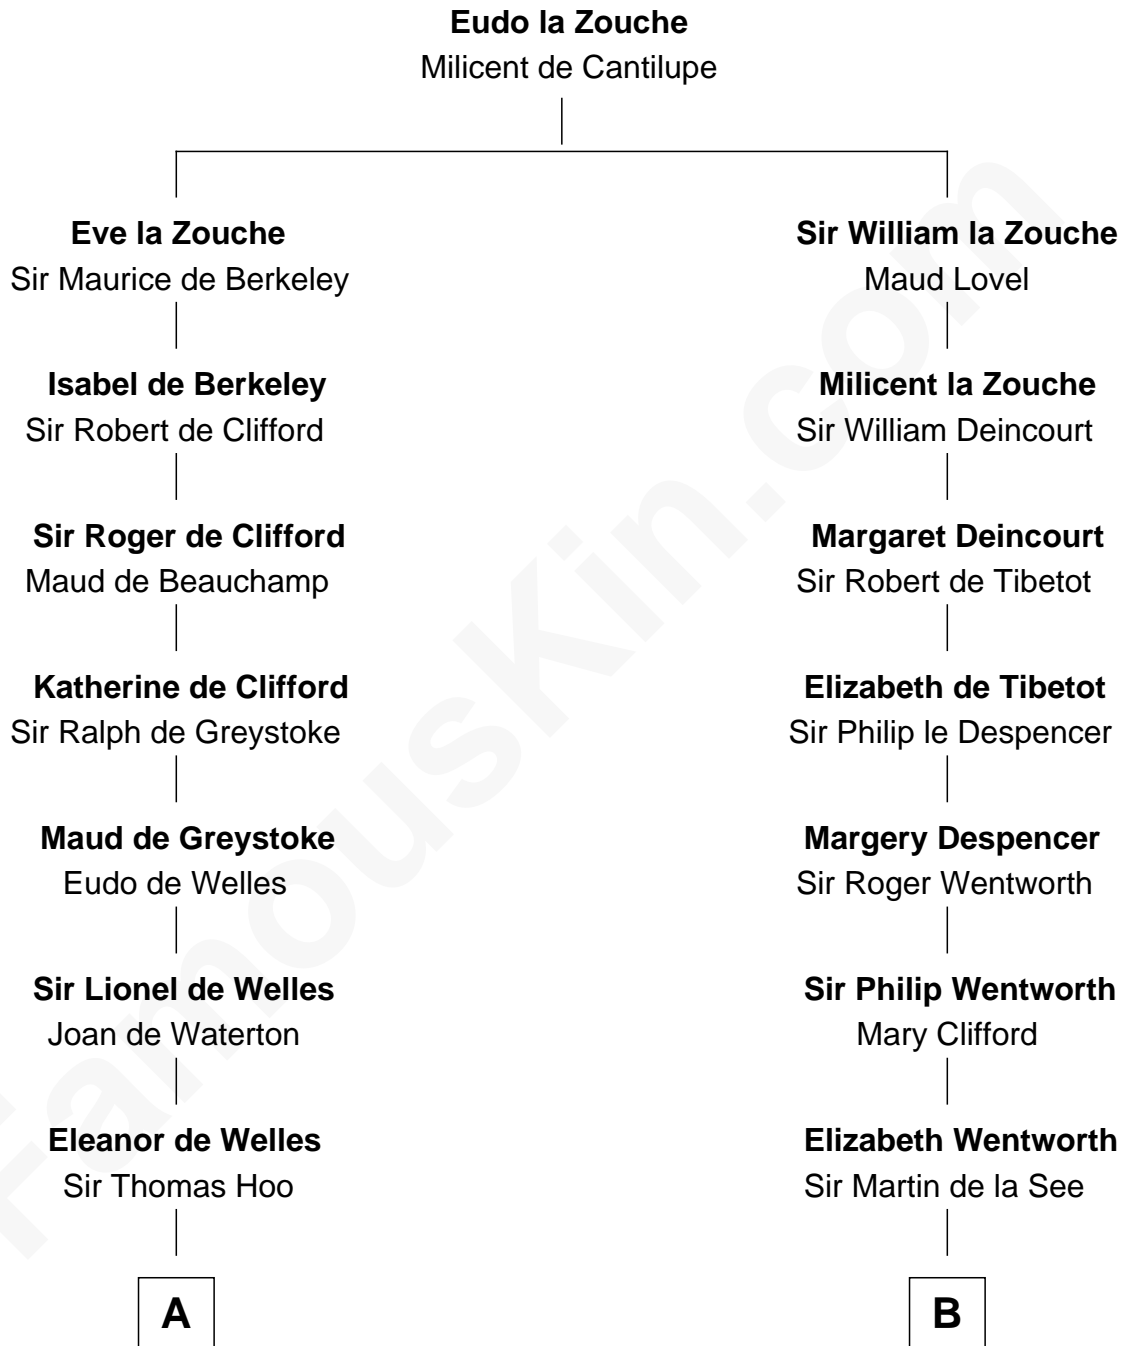 Eudo la Zouche
Milicent de Cantilupe
Eve la Zouche
Sir Maurice de Berkeley
Sir William la Zouche
Maud Lovel
Isabel de Berkeley
Sir Robert de Clifford
Milicent la Zouche
Sir William Deincourt
Sir Roger de Clifford
Maud de Beauchamp
Margaret Deincourt
Sir Robert de Tibetot
Katherine de Clifford
Sir Ralph de Greystoke
Elizabeth de Tibetot
Sir Philip le Despencer
Maud de Greystoke
Eudo de Welles
Margery Despencer
Sir Roger Wentworth
Sir Lionel de Welles
Joan de Waterton
Sir Philip Wentworth
Mary Clifford
Eleanor de Welles
Sir Thomas Hoo
Elizabeth Wentworth
Sir Martin de la See
A
B
FamousKin.com